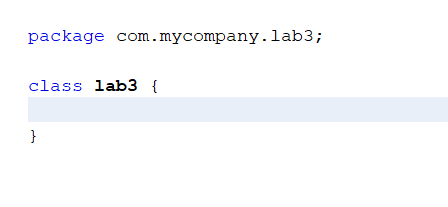 package com.mycompany.lab3;
class lab3 {
}